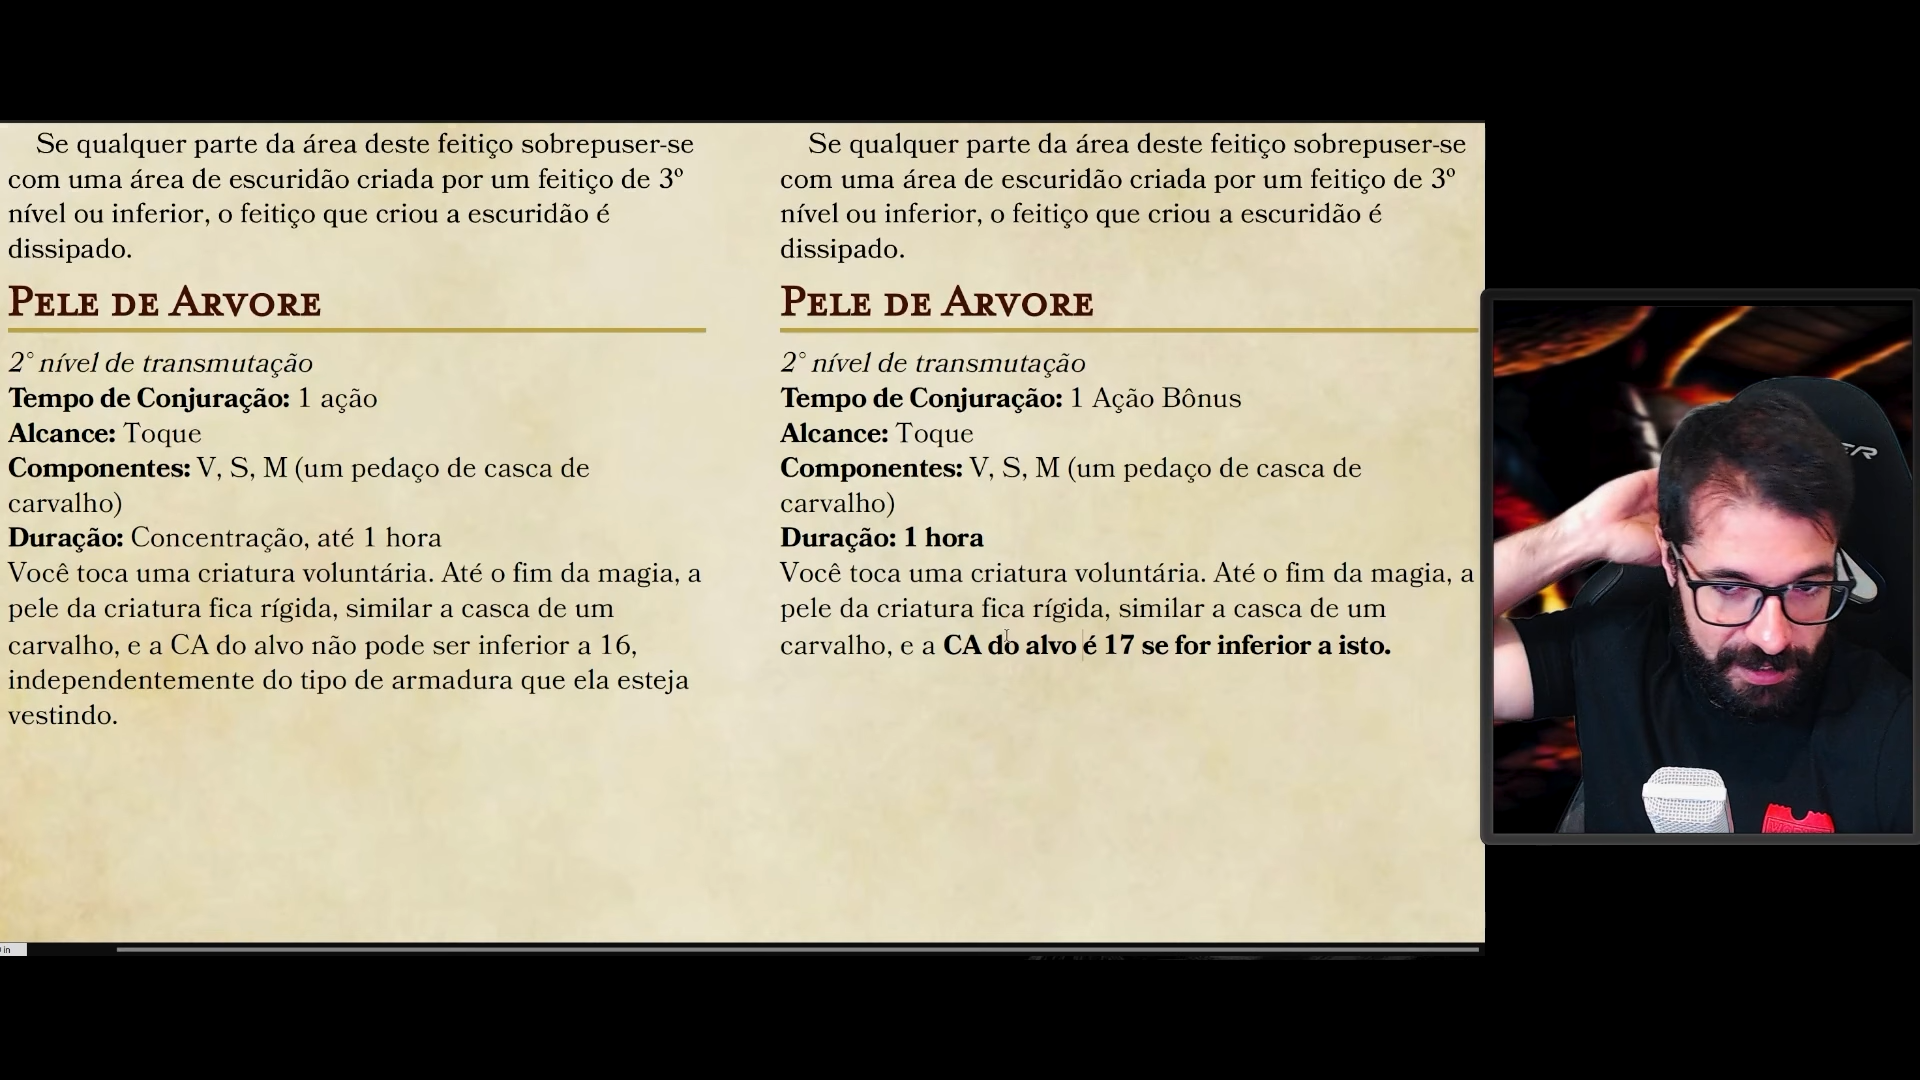 Se qualquer parte da área deste feitiço sobrepuser-se
com uma área de escuridão criada por um feitiço de 3º
nível ou inferior, o feitiço que criou a escuridão é
dissipado.
PELE DE ARVORE
2° nível de transmutação
Tempo de Conjuração: 1 ação
Alcance: Toque
Componentes: V, S, M (um pedaço de casca de
carvalho)
Duração: Concentração, até 1 hora
Você toca uma criatura voluntária. Até o fim da magia, a
pele da criatura fica rígida, similar a casca de um
carvalho, e a CA do alvo não pode ser inferior a 16,
independentemente do tipo de armadura que ela esteja
vestindo.
Se qualquer parte da área deste feitiço sobrepuser-se
com uma área de escuridão criada por um feitiço de 3º
nível ou inferior, o feitiço que criou a escuridão é
dissipado.
PELE DE ARVORE
2° nível de transmutação
Tempo de Conjuração: 1 Ação Bônus
Alcance: Toque
Componentes: V, S, M (um pedaço de casca de
carvalho)
Duração: 1 hora
Você toca uma criatura voluntária. Até o fim da magia, a
pele da criatura fica rígida, similar a casca de um
carvalho, e a CA do alvo é 17 se for inferior a isto.
in
ER